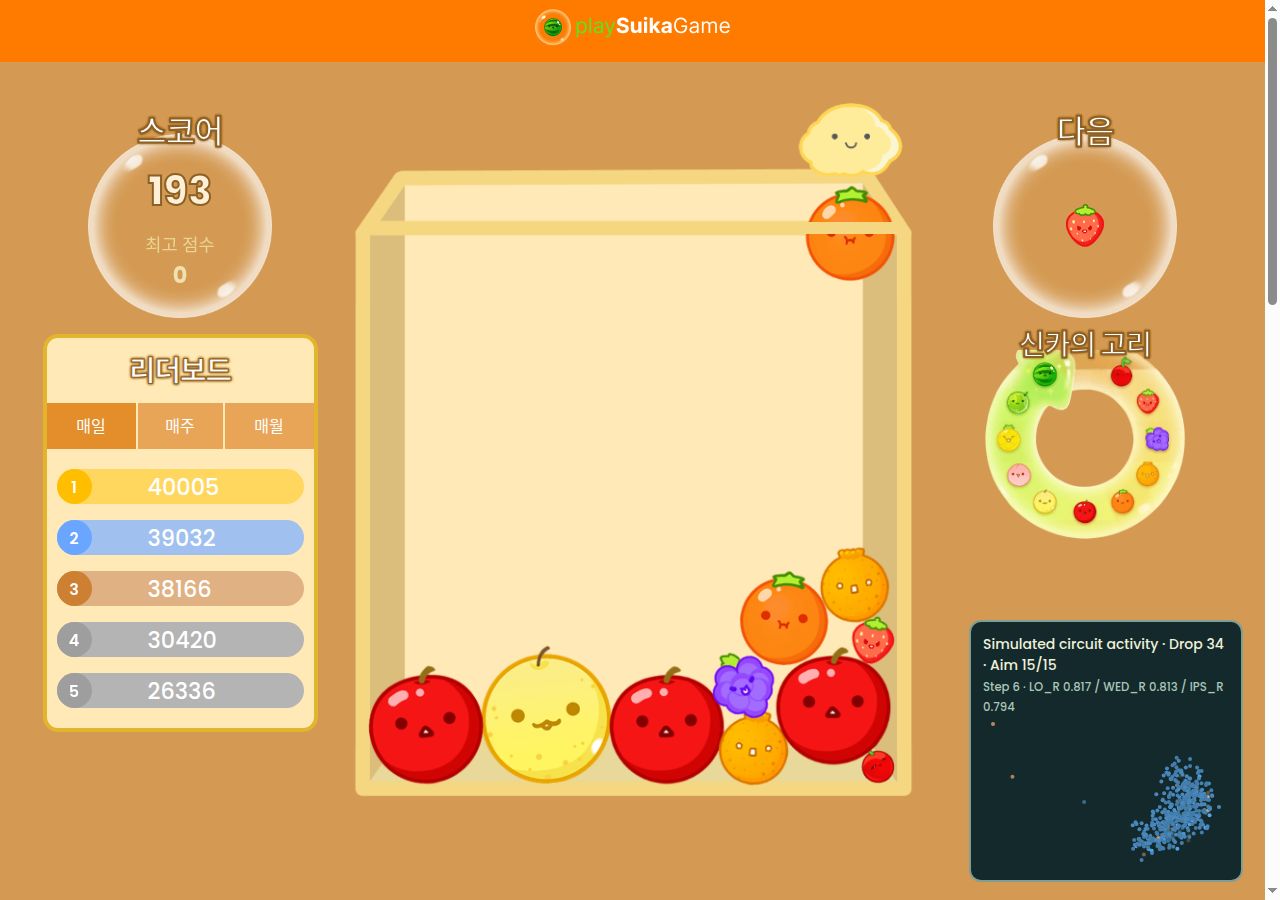 playSuikaGame
스코어
193
최고 점수
0
리더보드
매일 매주 매월
1 40005
2 39032
3 38166
4 30420
5 26336
다음
신카의 고리
Simulated circuit activity · Drop 34
· Aim 15/15
Step 6 · LO_R 0.817 / WED_R 0.813 / IPS_R
0.794